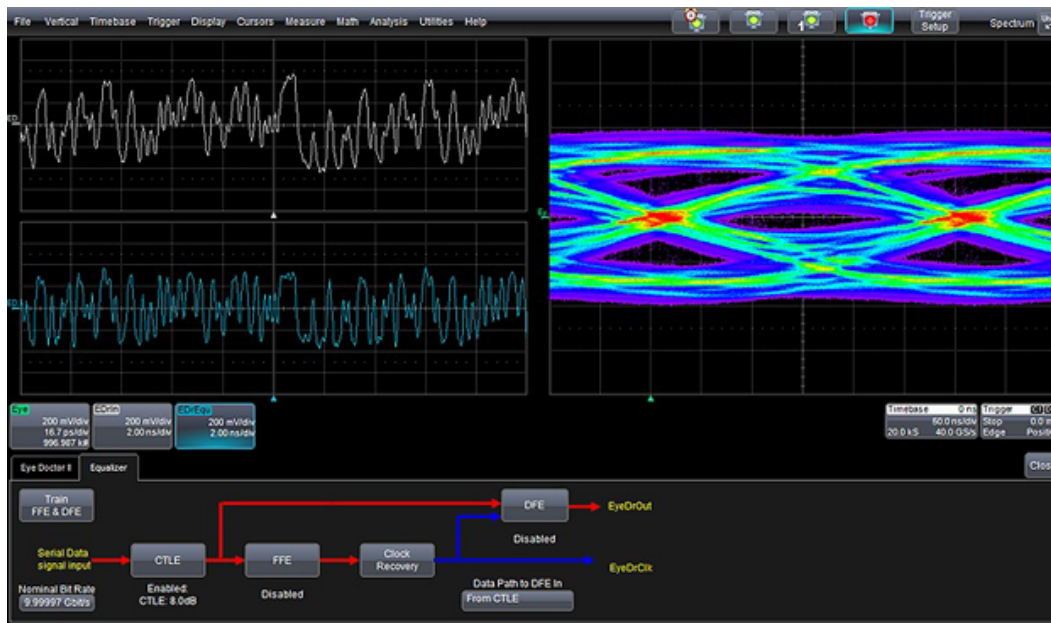 File Vertical Timebase Trigger Display Cursors Measure Math Analysis Utilities Help
1
Trigger
Setup
Spectrum
Eye
200 mV/div
16.7 ps/div
996.987 k#
EDrIn
200 mV/div
2.00 ns/div
EDrEqu
200 mV/div
2.00 ns/div
Timebase 0 ns
50.0 ns/div
20.0 kS 40.0 GS/s
Trigger
Stop
Edge
Eye Doctor II
Equalizer
Clos
Train
FFE & DFE
DFE
EyeDrOut
Disabled
Serial Data
signal input
CTLE
FFE
Clock
Recovery
EyeDrClk
Nominal Bit Rate
9.99997 Gbit/s
Enabled:
CTLE: 8.0dB
Disabled
Data Path to DFE In
From CTLE